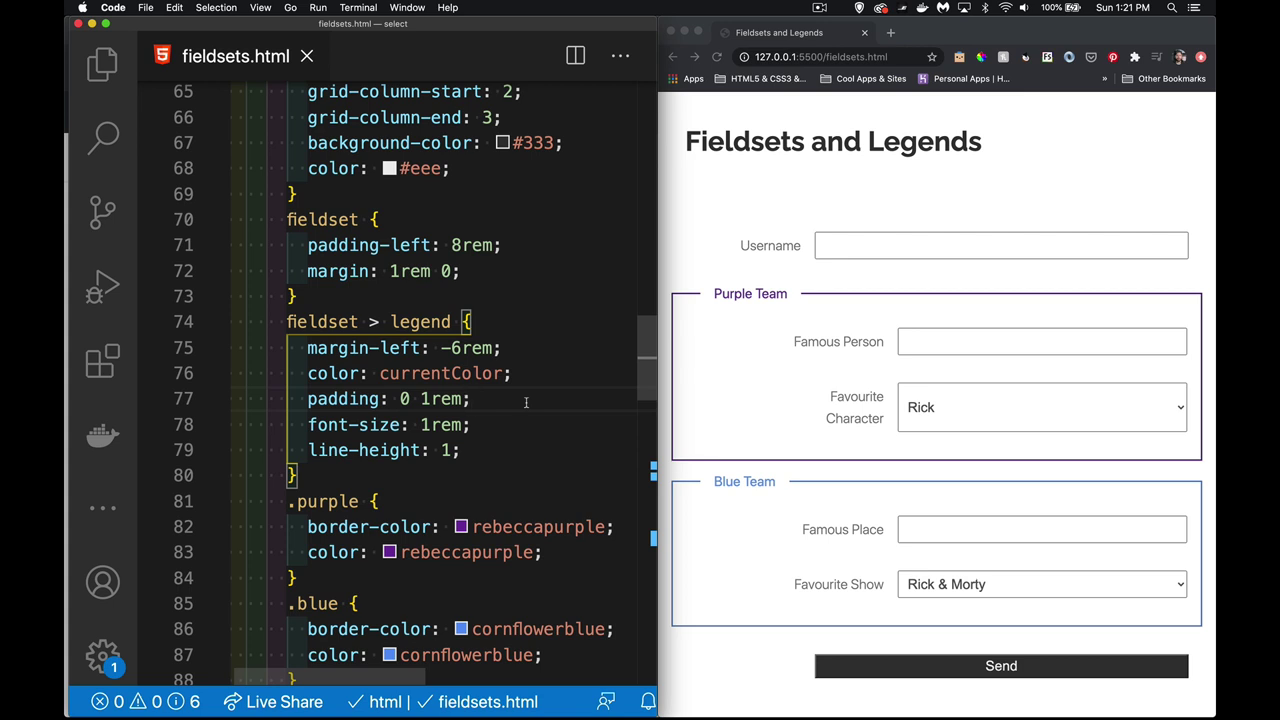 Code File Edit Selection View Go Run Terminal Window Help 100% Sun 1:21 PM
fieldsets.html — select
fieldsets.html
65 grid-column-start: 2;
66 grid-column-end: 3;
67 background-color: #333;
68 color: #eee;
69 }
70 fieldset {
71 padding-left: 8rem;
72 margin: 1rem 0;
73 }
74 fieldset > legend {
75 margin-left: -6rem;
76 color: currentColor;
77 padding: 0 1rem;
78 font-size: 1rem;
79 line-height: 1;
80 }
81 .purple {
82 border-color: rebeccapurple;
83 color: rebeccapurple;
84 }
85 .blue {
86 border-color: cornflowerblue;
87 color: cornflowerblue;
88 }
1
0 0 6 Live Share html | fieldsets.html
Fieldsets and Legends
127.0.0.1:5500/fieldsets.html
Apps HTML5 & CSS3 &... Cool Apps & Sites Personal Apps | H... » Other Bookmarks
Fieldsets and Legends
Username
Purple Team
Famous Person
Favourite
Character
Rick
Blue Team
Famous Place
Favourite Show Rick & Morty
Send